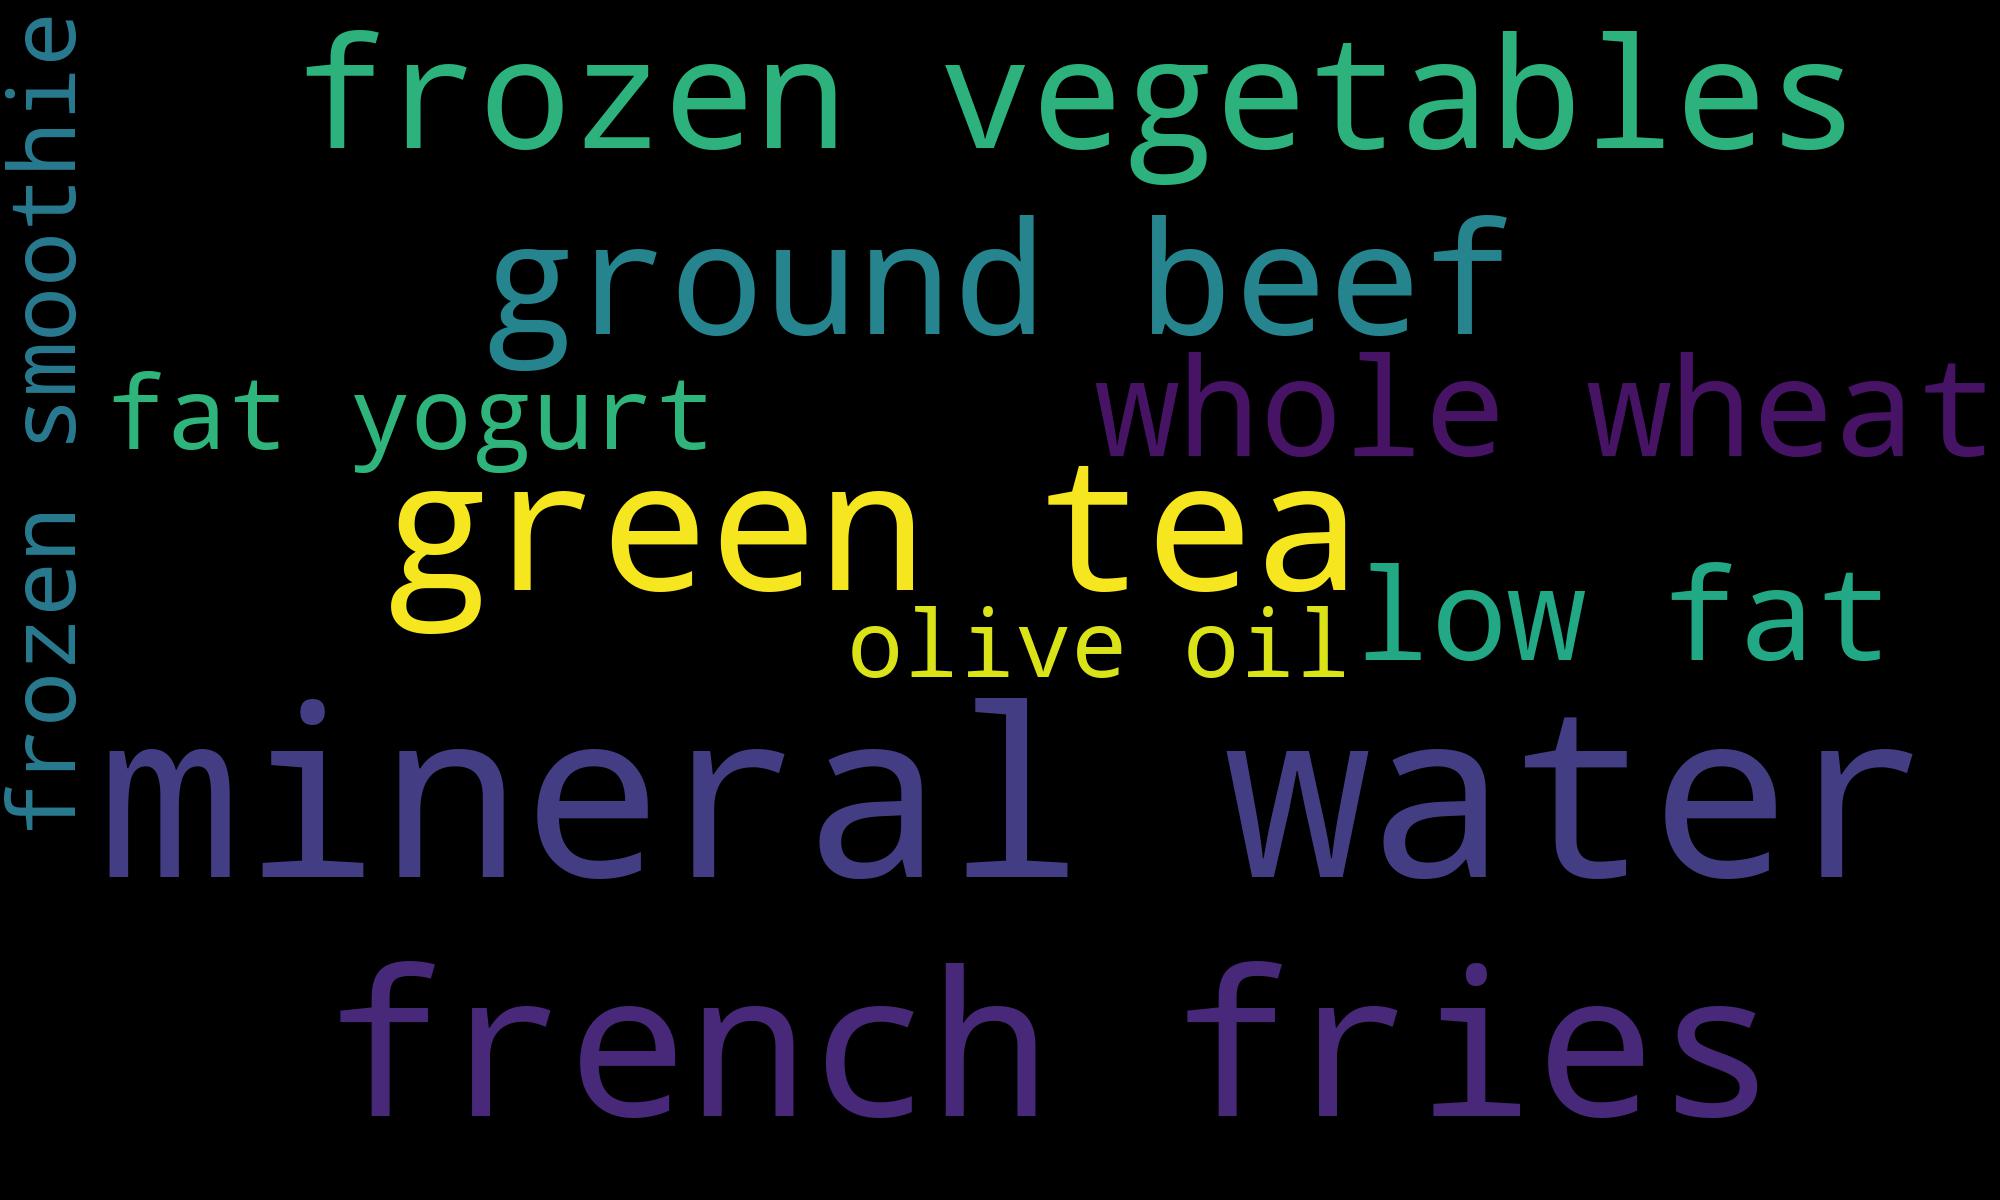 frozen smoothie
frozen vegetables
ground beef
fat yogurt
whole wheat
green tea
low fat
olive oil
mineral water
french fries